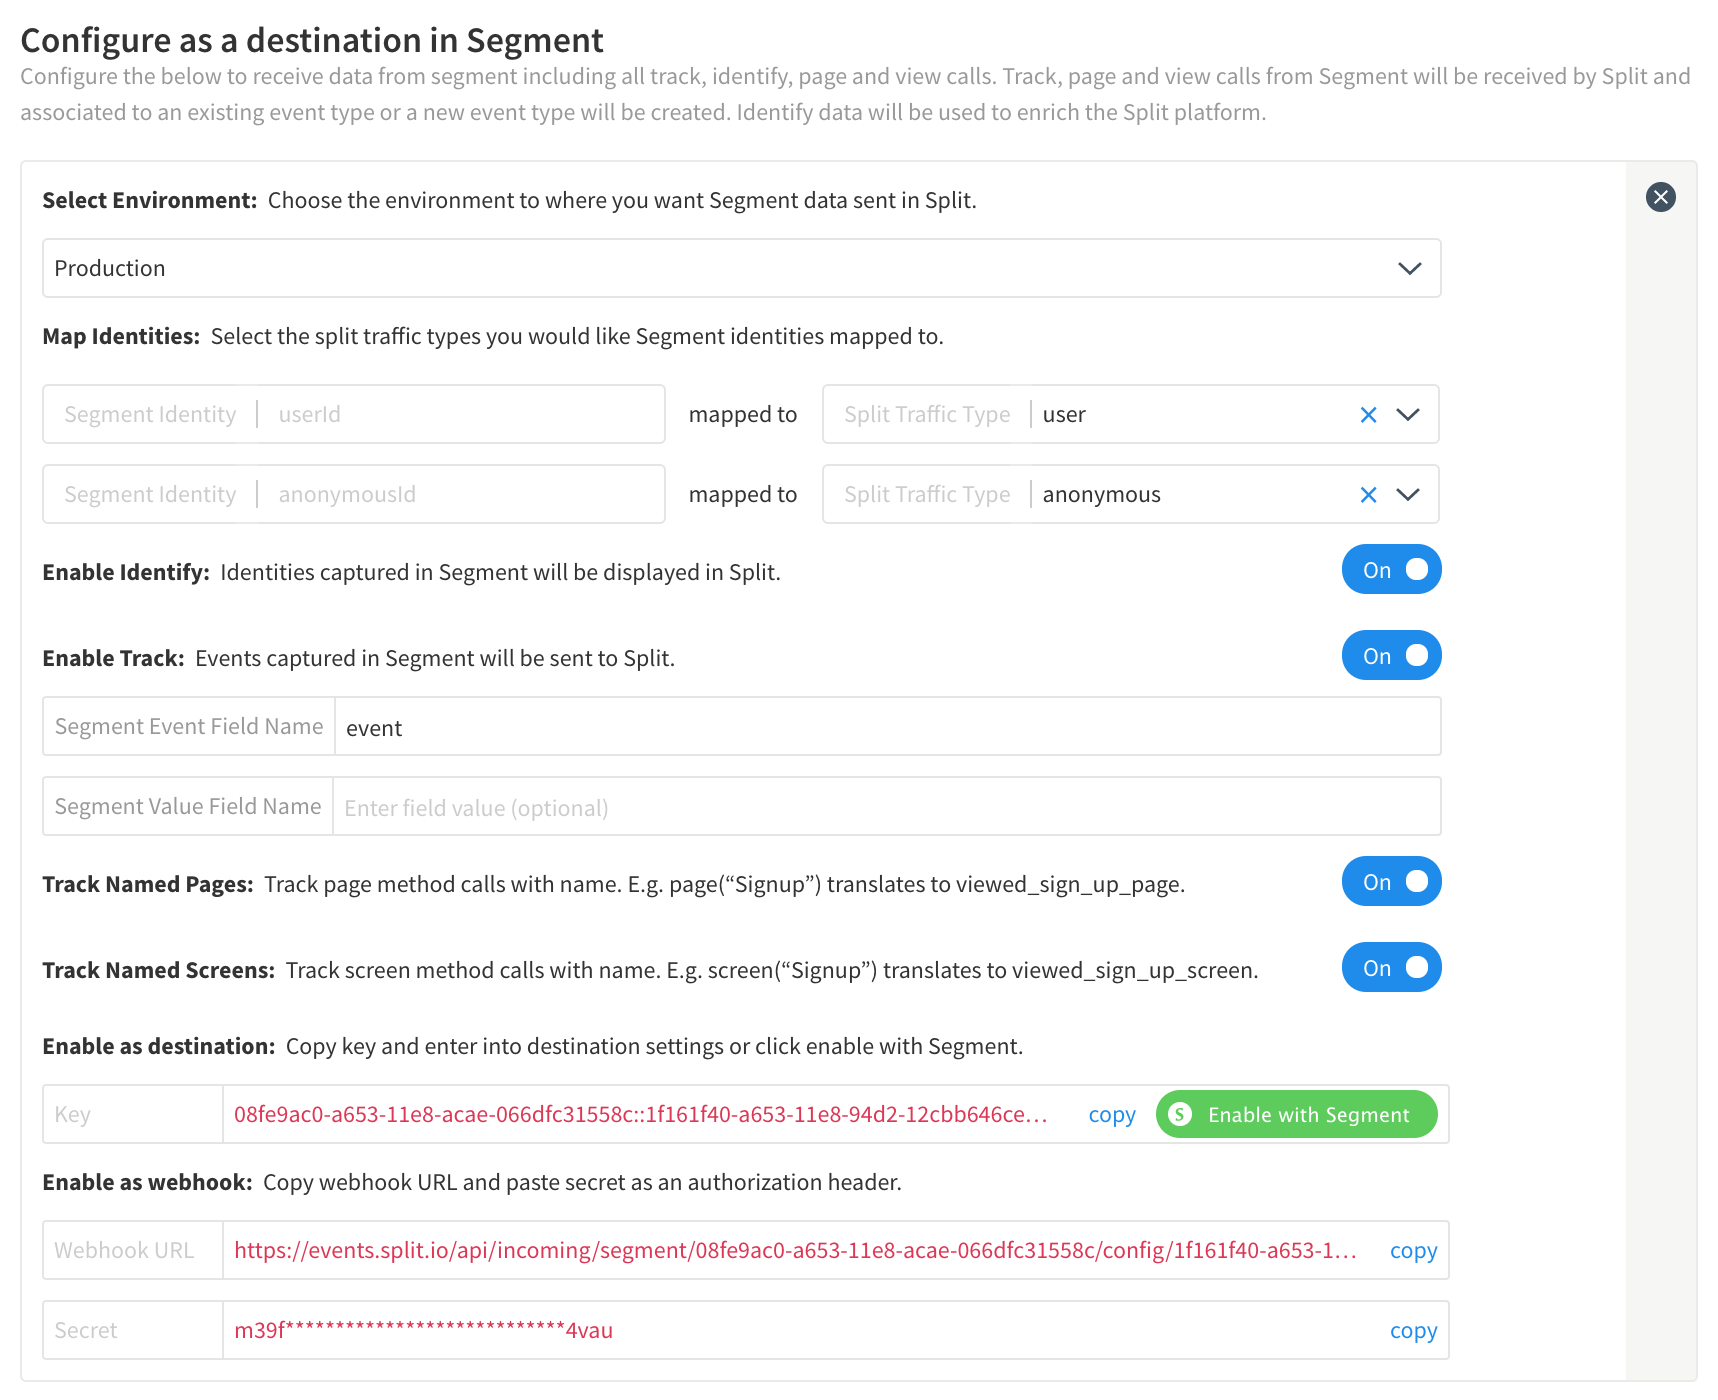 Configure as a destination in Segment
Configure the below to receive data from segment including all track, identify, page and view calls. Track, page and view calls from Segment will be received by Split and
associated to an existing event type or a new event type will be created. Identify data will be used to enrich the Split platform.
Select Environment: Choose the environment to where you want Segment data sent in Split.
Production
Map Identities: Select the split traffic types you would like Segment identities mapped to.
Segment Identity userId mapped to Split Traffic Type user
Segment Identity anonymousId mapped to Split Traffic Type anonymous
Enable Identify: Identities captured in Segment will be displayed in Split. On
Enable Track: Events captured in Segment will be sent to Split. On
Segment Event Field Name event
Segment Value Field Name Enter field value (optional)
Track Named Pages: Track page method calls with name. E.g. page(“Signup”) translates to viewed_sign_up_page. On
Track Named Screens: Track screen method calls with name. E.g. screen(“Signup”) translates to viewed_sign_up_screen. On
Enable as destination: Copy key and enter into destination settings or click enable with Segment.
Key 08fe9ac0-a653-11e8-acae-066dfc31558c::1f161f40-a653-11e8-94d2-12cbb646ce... copy S Enable with Segment
Enable as webhook: Copy webhook URL and paste secret as an authorization header.
Webhook URL https://events.split.io/api/incoming/segment/08fe9ac0-a653-11e8-acae-066dfc31558c/config/1f161f40-a653-1... copy
Secret m39f****************************4vau copy